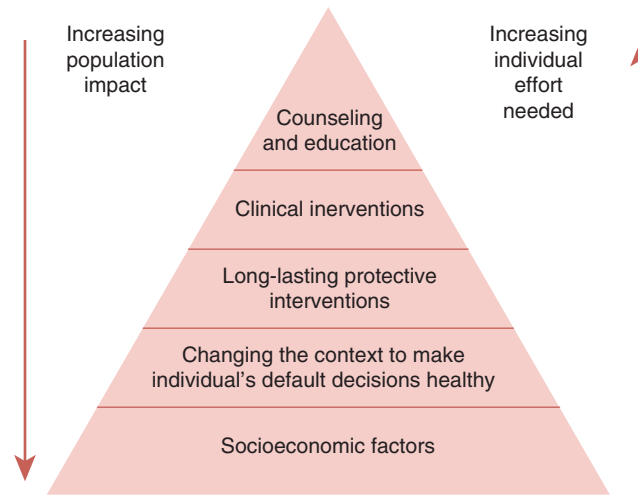 Increasing
population
impact
Increasing
individual
effort
needed
Counseling
and education
Clinical inerventions
Long-lasting protective
interventions
Changing the context to make
individual's default decisions healthy
Socioeconomic factors